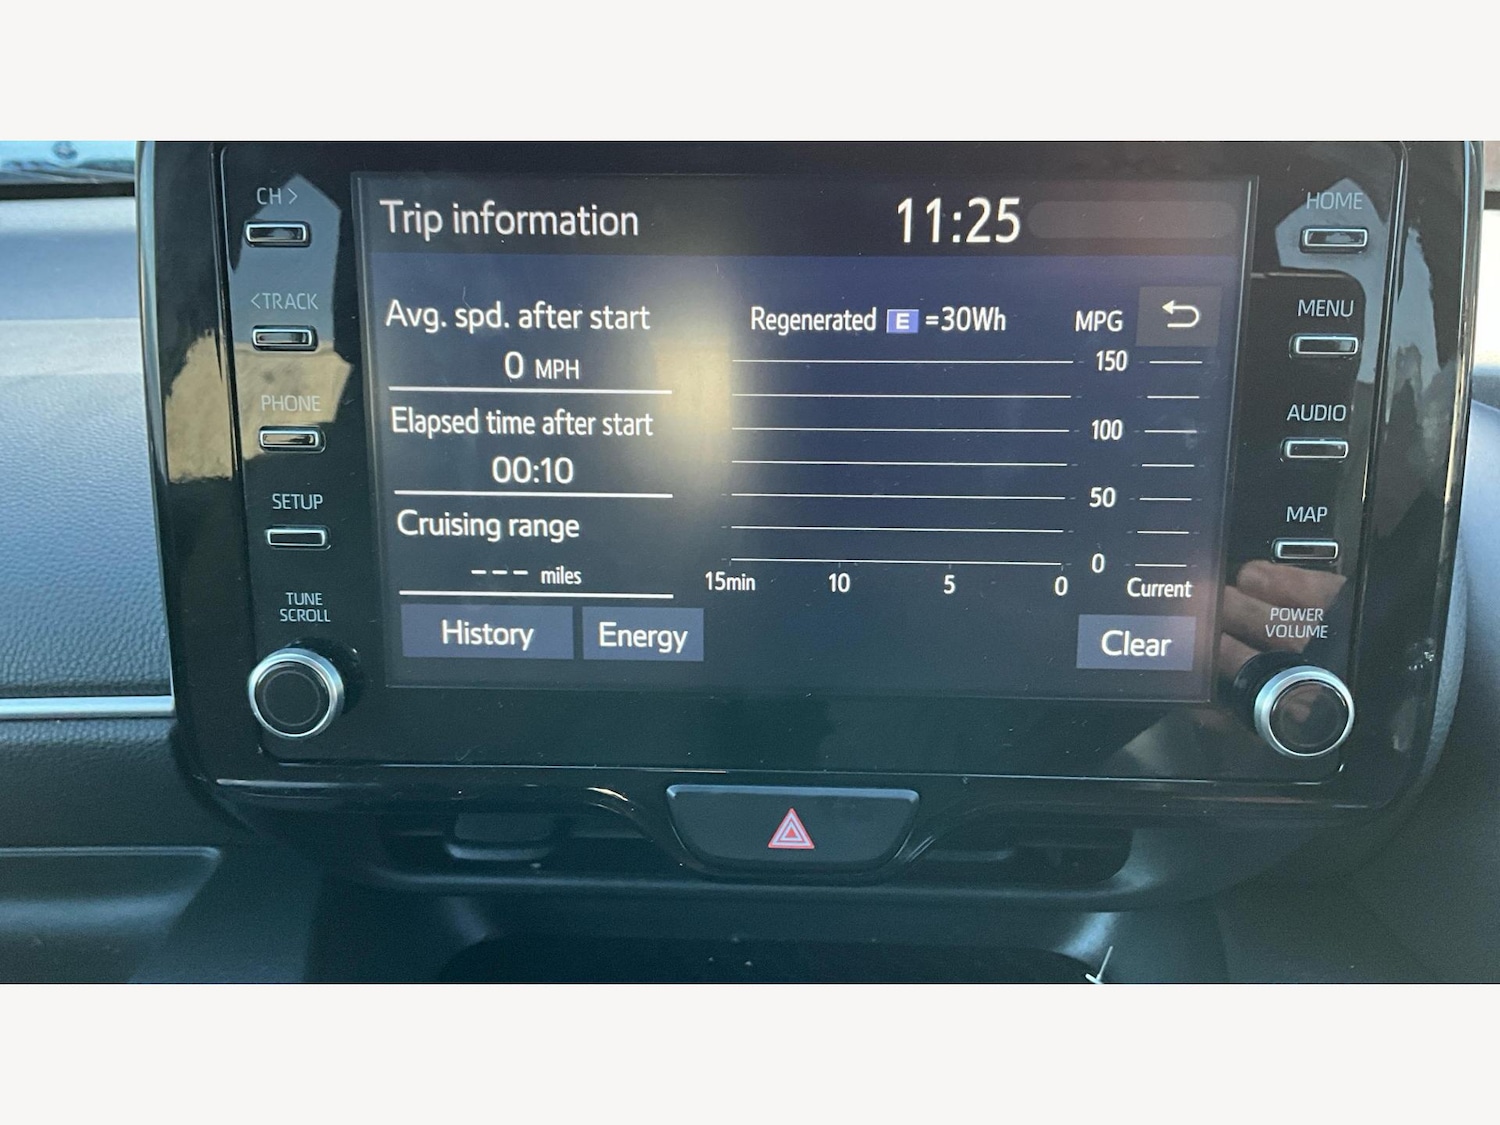 CH >
<TRACK
PHONE
SETUP
TUNE
SCROLL
Trip information
11:25
Avg. spd. after start
0 MPH
Elapsed time after start
00:10
Cruising range
--- miles
History
Energy
Regenerated E =30Wh
MPG
150
100
50
0
15min 10 5 0 Current
Clear
HOME
MENU
AUDIO
MAP
POWER
VOLUME